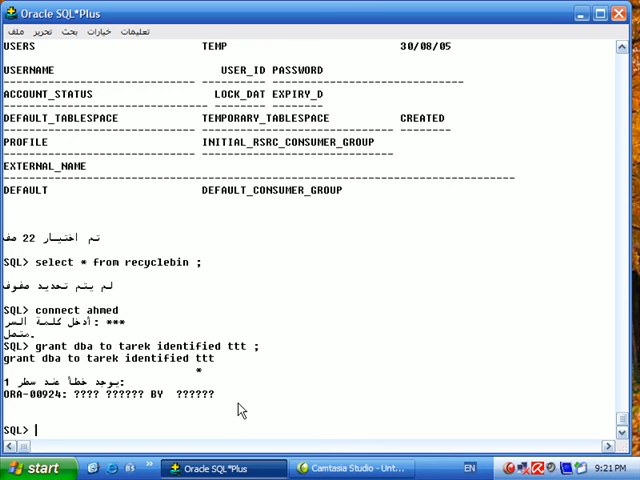 Oracle SQL*Plus
ملف تحرير بحث خيارات تعليمات
USERS TEMP 30/08/05
USERNAME USER_ID PASSWORD
------------------------------ ---------- ------------------------------
ACCOUNT_STATUS LOCK_DAT EXPIRY_D
-------------------------------- -------- --------
DEFAULT_TABLESPACE TEMPORARY_TABLESPACE CREATED
------------------------------ ------------------------------ --------
PROFILE INITIAL_RSRC_CONSUMER_GROUP
------------------------------ ------------------------------
EXTERNAL_NAME
--------------------------------------------------------------------------------
DEFAULT DEFAULT_CONSUMER_GROUP
تم اختيار 22 صف
SQL> select * from recyclebin ;
لم يتم تحديد صفوف
SQL> connect ahmed
أدخل كلمة السر: ***
متصل.
SQL> grant dba to tarek identified ttt ;
grant dba to tarek identified ttt
*
يوجد خطأ عند سطر 1:
ORA-00924: ???? ?????? BY ??????
SQL>
start Oracle SQL*Plus Camtasia Studio - Unt... EN 9:21 PM